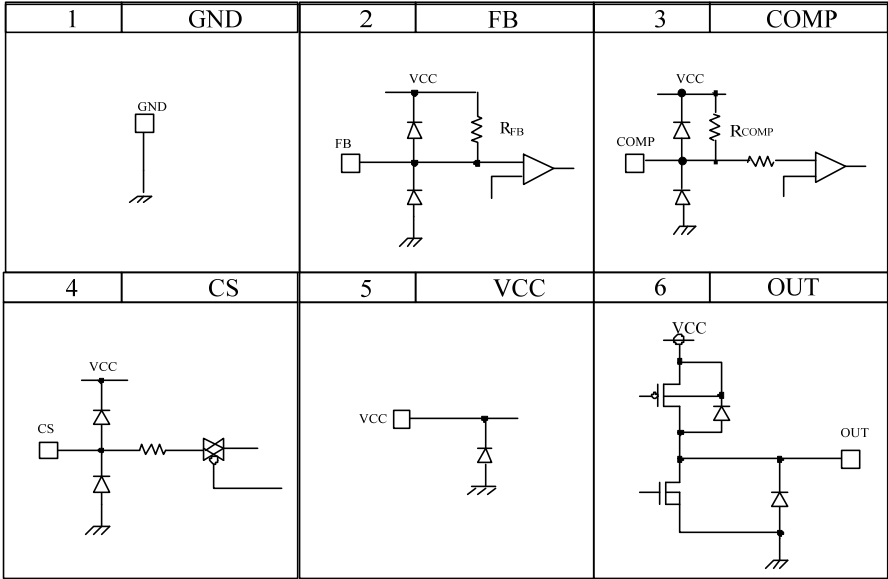 1 GND 2 FB 3 COMP
GND
VCC
FB
RFB
VCC
COMP
RCOMP
4 CS 5 VCC 6 OUT
VCC
CS
VCC
VCC
OUT